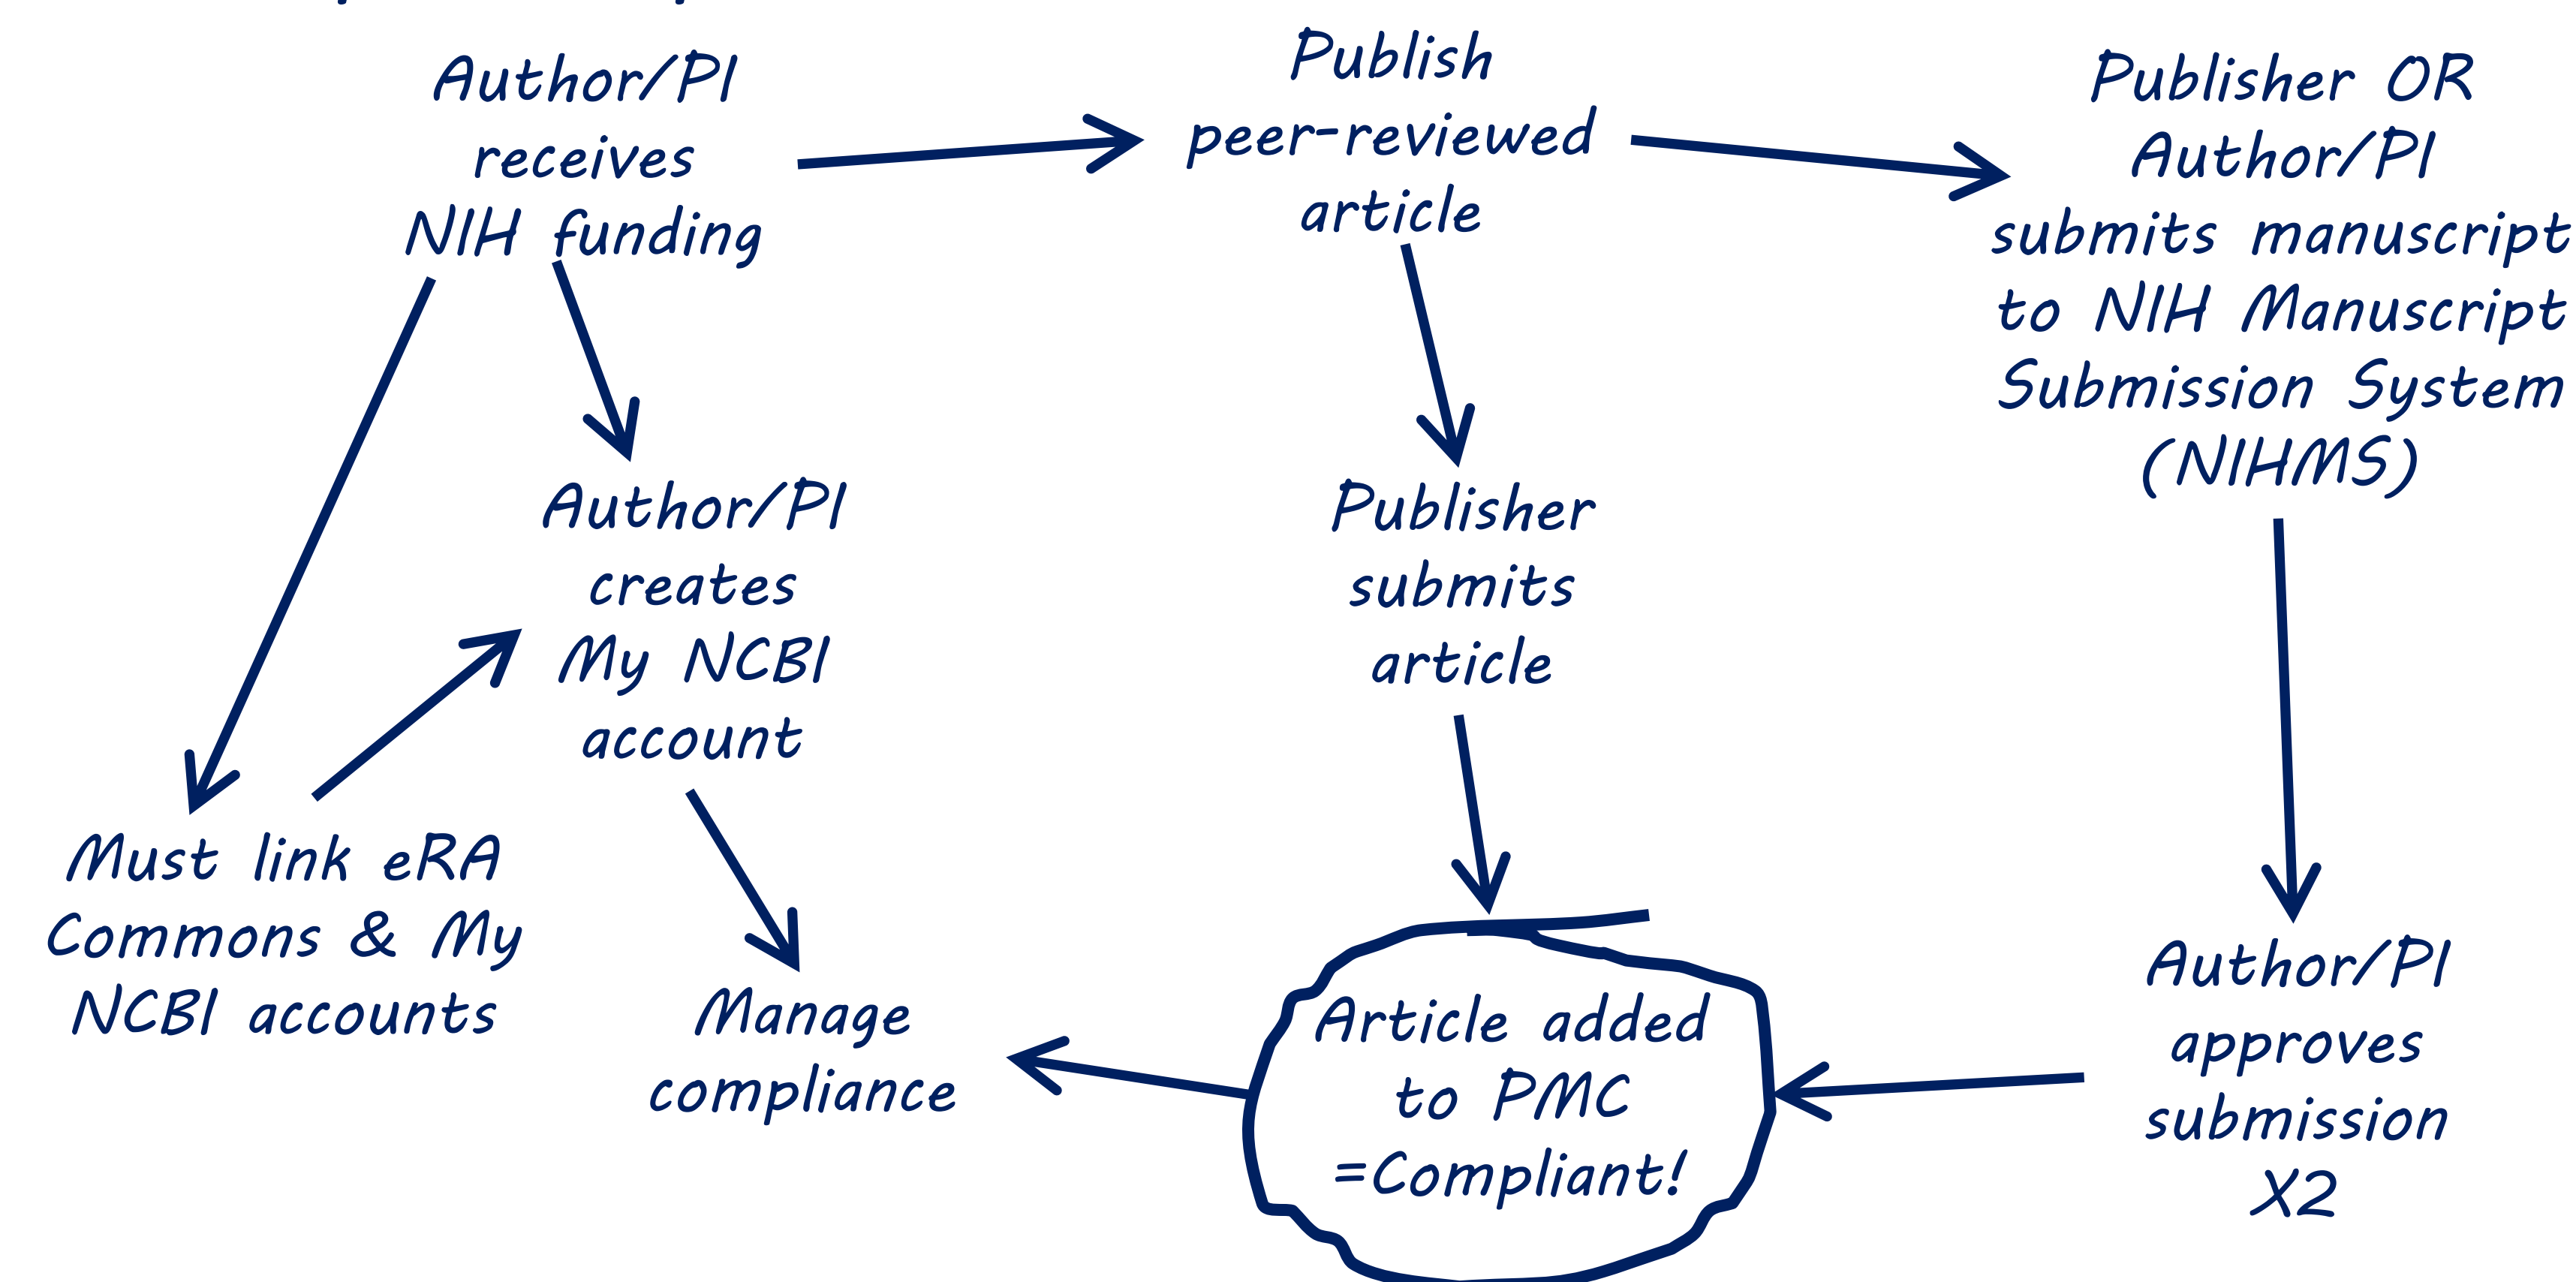 Author/PI
receives
NIH funding
Publish
peer-reviewed
article
Publisher OR
Author/PI
submits manuscript
to NIH Manuscript
Submission System
(NIHMS)
Author/PI
creates
My NCBI
account
Publisher
submits
article
Must link eRA
Commons & My
NCBI accounts
Manage
compliance
Article added
to PMC
=Compliant!
Author/PI
approves
submission
X2